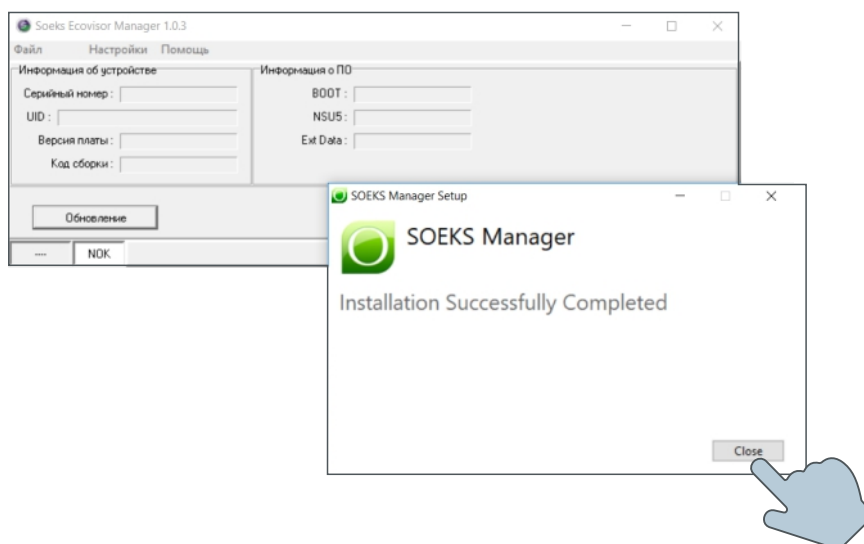 Soeks Ecovisor Manager 1.0.3
Файл Настройки Помощь
Информация об устройстве
Серийный номер :
UID :
Версия платы :
Код сборки :
Информация о ПО
BOOT :
NSU5 :
Ext Data :
Обновление
---- NOK
SOEKS Manager Setup
SOEKS Manager
Installation Successfully Completed
Close